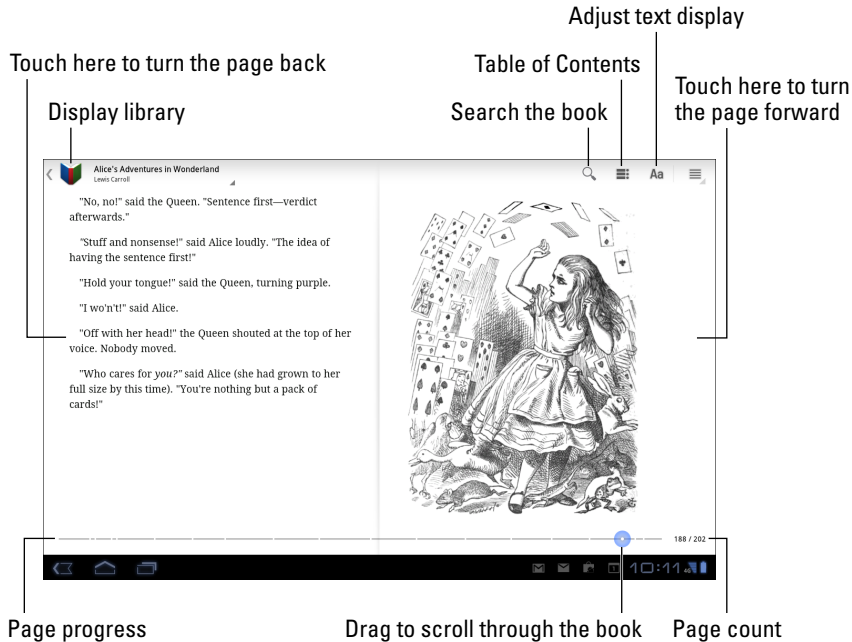 Adjust text display
Touch here to turn the page back
Table of Contents
Touch here to turn
the page forward
Display library
Search the book
Alice's Adventures in Wonderland
Lewis Carroll
Aa
"No, no!" said the Queen. "Sentence first—verdict
afterwards."
"Stuff and nonsense!" said Alice loudly. "The idea of
having the sentence first!"
"Hold your tongue!" said the Queen, turning purple.
"I wo'n't!" said Alice.
"Off with her head!" the Queen shouted at the top of her
voice. Nobody moved.
"Who cares for you?" said Alice (she had grown to her
full size by this time). "You're nothing but a pack of
cards!"
188 / 202
1
10:11
4G
Page progress
Drag to scroll through the book
Page count